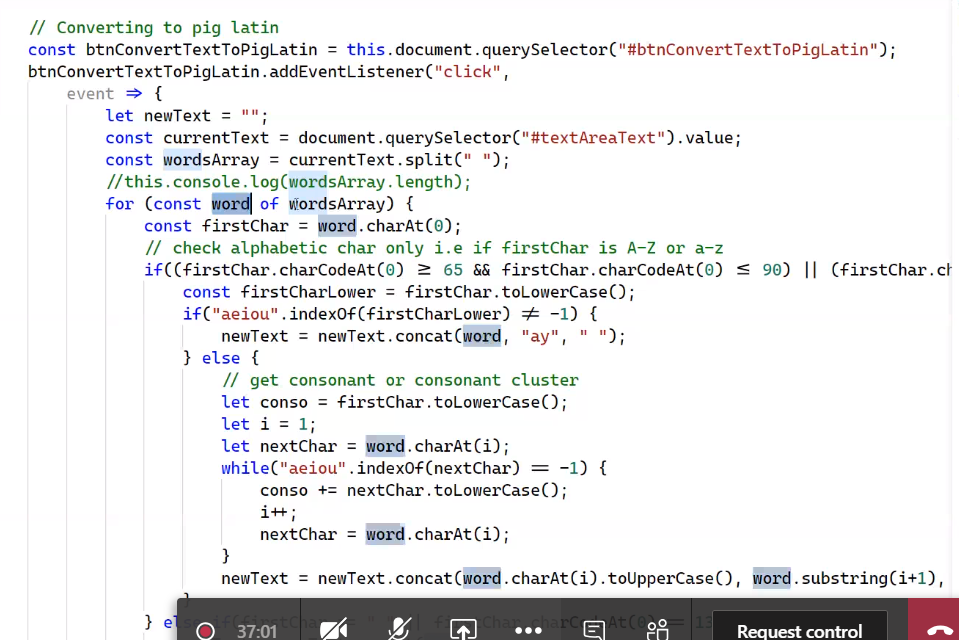 // Converting to pig latin
const btnConvertTextToPigLatin = this.document.querySelector("#btnConvertTextToPigLatin");
btnConvertTextToPigLatin.addEventListener("click",
event => {
let newText = "";
const currentText = document.querySelector("#textAreaText").value;
const wordsArray = currentText.split(" ");
//this.console.log(wordsArray.length);
for (const word of wordsArray) {
const firstChar = word.charAt(0);
// check alphabetic char only i.e if firstChar is A-Z or a-z
if((firstChar.charCodeAt(0) ≥ 65 && firstChar.charCodeAt(0) ≤ 90) || (firstChar.ch
const firstCharLower = firstChar.toLowerCase();
if("aeiou".indexOf(firstCharLower) ≠ -1) {
newText = newText.concat(word, "ay", " ");
} else {
// get consonant or consonant cluster
let conso = firstChar.toLowerCase();
let i = 1;
let nextChar = word.charAt(i);
while("aeiou".indexOf(nextChar) == -1) {
conso += nextChar.toLowerCase();
i++;
nextChar = word.charAt(i);
}
newText = newText.concat(word.charAt(i).toUpperCase(), word.substring(i+1),
}
} else if(firstChar
37:01
Request control